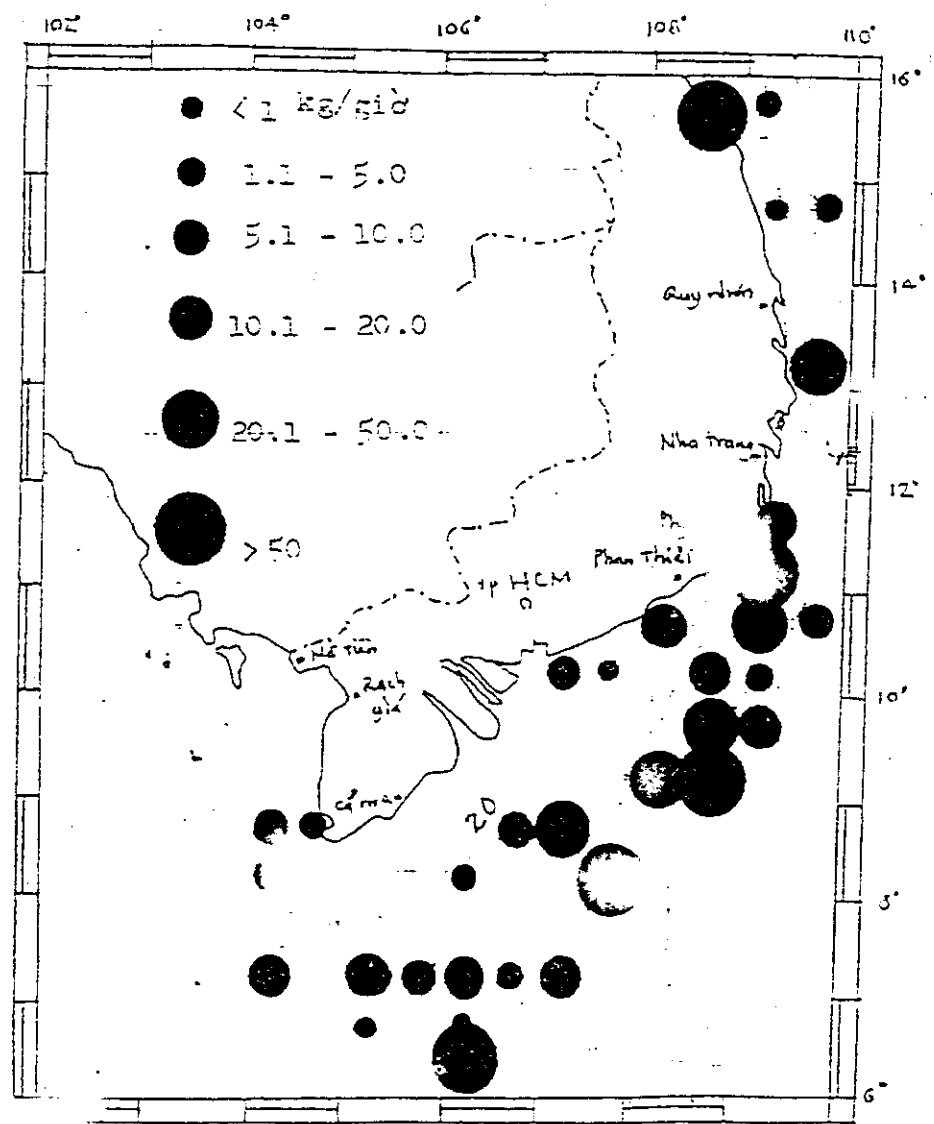 102° 104° 106° 108° 110°
16°
< 1 kg/giờ
1.1 - 5.0
5.1 - 10.0
10.1 - 20.0
20.1 - 50.0
> 50
14°
Quy nhơn
Nha trang
12°
Phan Thiết
Tp HCM
Hà Tiên
Rạch
giá
10°
Cà mau
6°